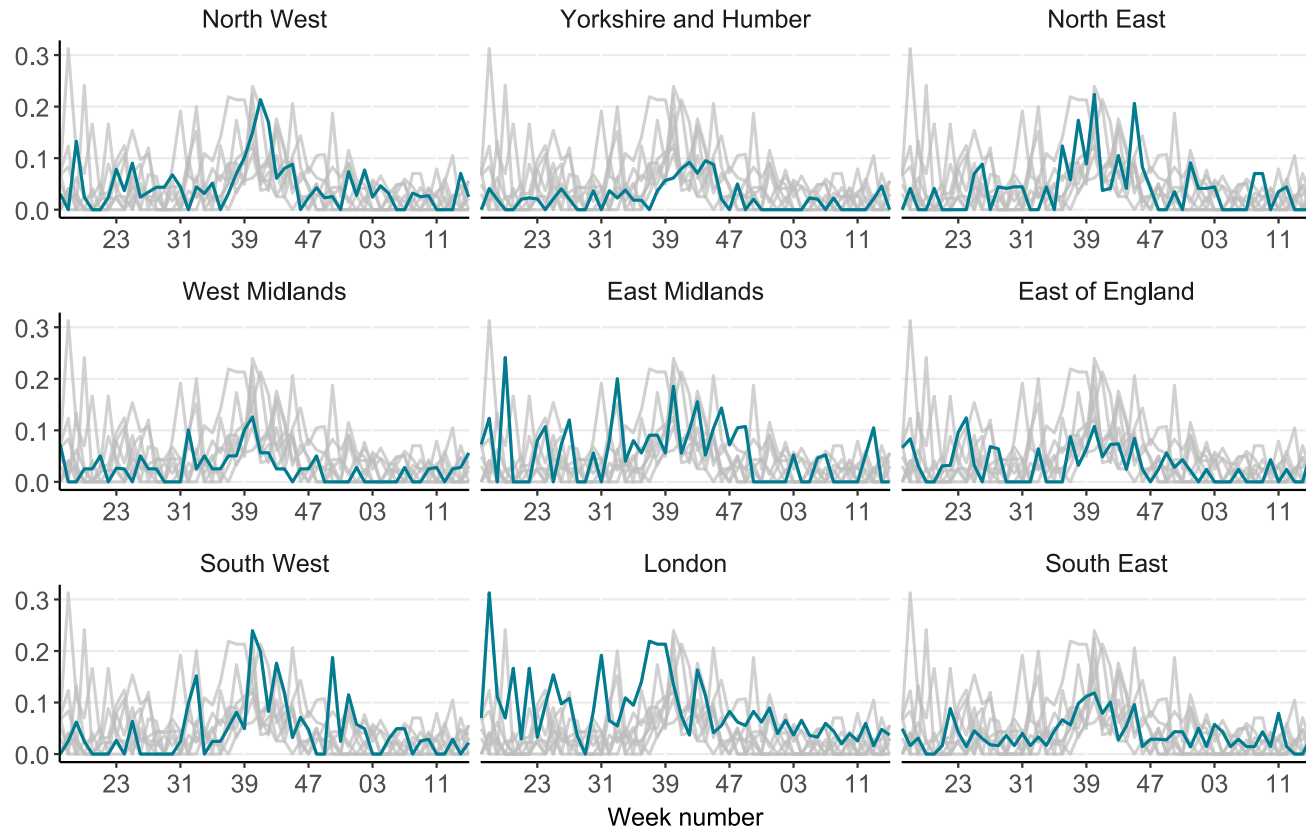 North West Yorkshire and Humber North East
0.3
0.2
0.1
0.0
23 31 39 47 03 11 23 31 39 47 03 11 23 31 39 47 03 11
West Midlands East Midlands East of England
0.3
0.2
0.1
0.0
23 31 39 47 03 11 23 31 39 47 03 11 23 31 39 47 03 11
South West London South East
0.3
0.2
0.1
0.0
23 31 39 47 03 11 23 31 39 47 03 11 23 31 39 47 03 11
Week number